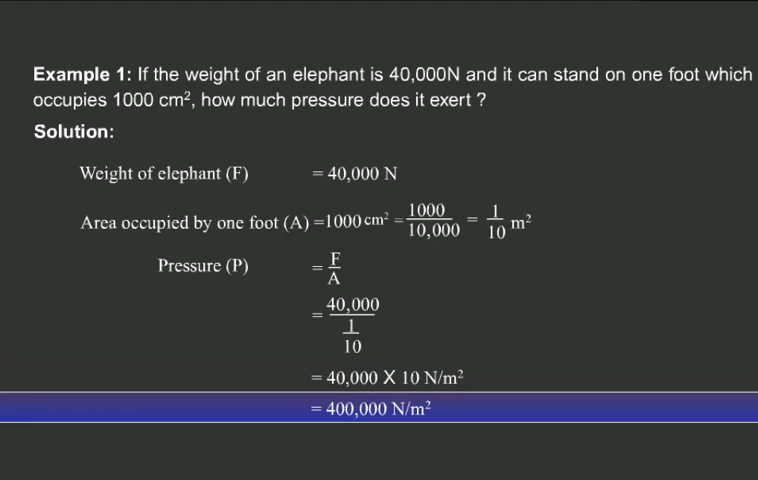 Example 1: If the weight of an elephant is 40,000N and it can stand on one foot which
occupies 1000 cm², how much pressure does it exert ?
Solution:
Weight of elephant (F) = 40,000 N
Area occupied by one foot (A) =1000 cm² = 1000/10,000 = 1/10 m²
Pressure (P) = F/A
= 40,000/(1/10)
= 40,000 X 10 N/m²
= 400,000 N/m²